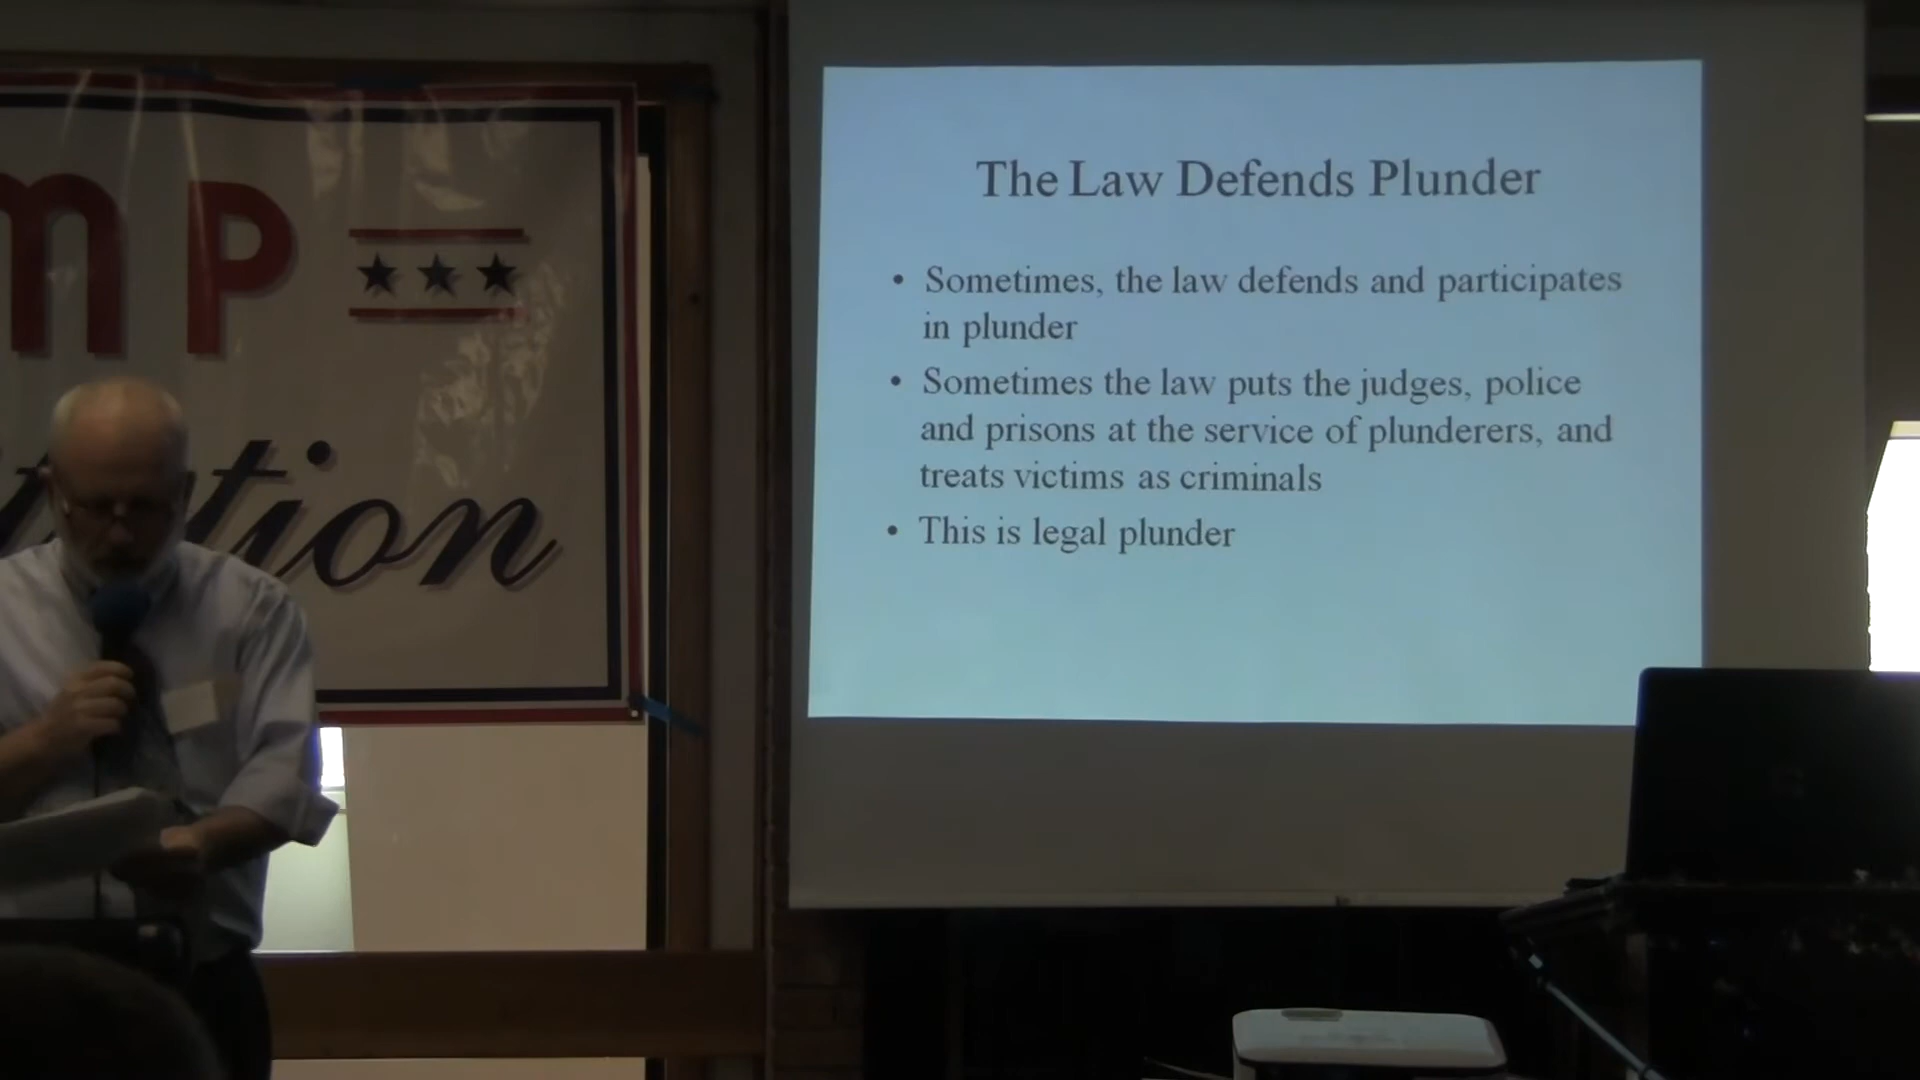 mP
tion
The Law Defends Plunder
• Sometimes, the law defends and participates
in plunder
• Sometimes the law puts the judges, police
and prisons at the service of plunderers, and
treats victims as criminals
• This is legal plunder